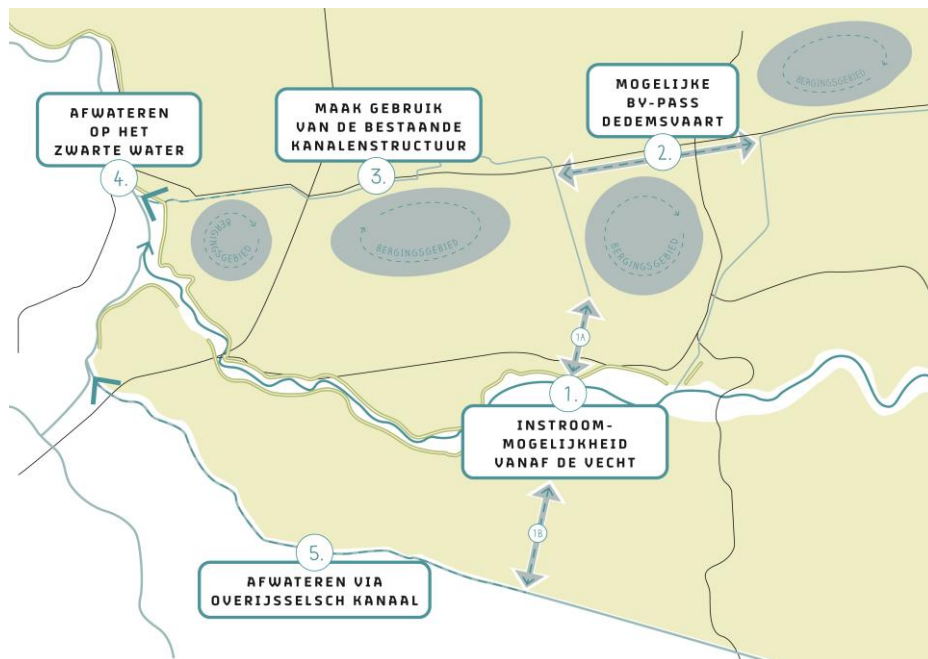 BERGINGSGEBIED
MOGELIJKE
BY-PASS
DEDEMSVAART
2.
MAAK GEBRUIK
VAN DE BESTAANDE
KANALENSTRUCTUUR
3.
AFWATEREN
OP HET
ZWARTE WATER
4.
BERGINGSGEBIED
BERGINGSGEBIED
BERGINGSGEBIED
1A
1.
INSTROOM-
MOGELIJKHEID
VANAF DE VECHT
1B
5.
AFWATEREN VIA
OVERIJSSELSCH KANAAL